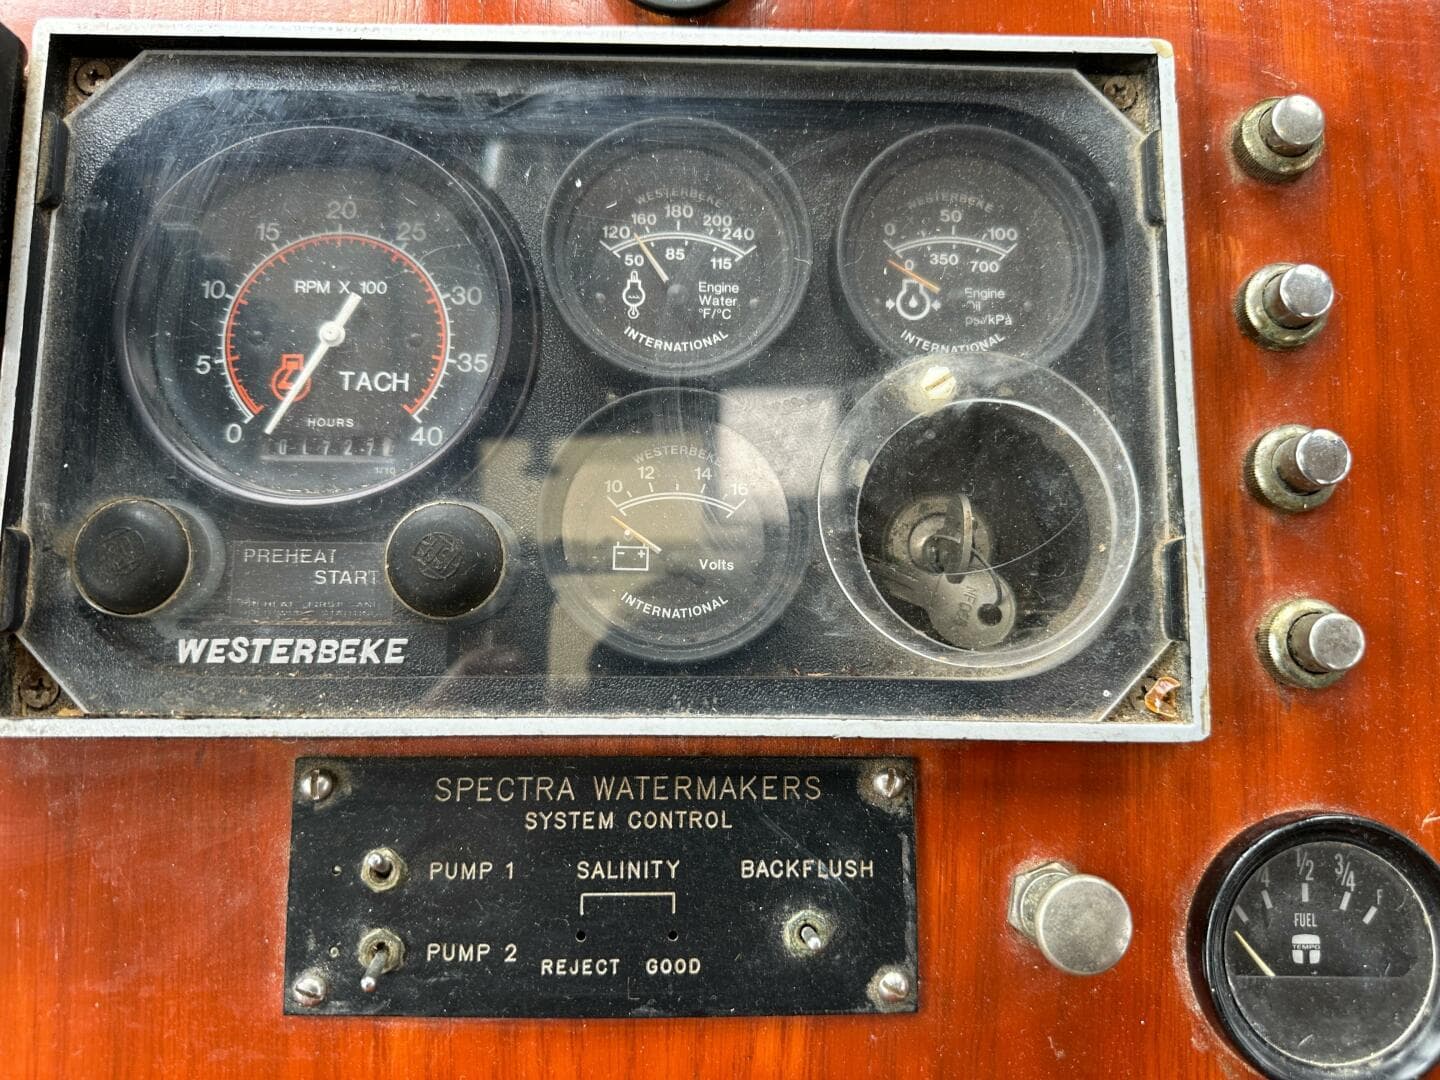 20
15 25
10 30
5 35
0 40
RPM X 100
TACH
HOURS
1/10
WESTERBEKE
120 160 180 200 240
50 85 115
Engine
Water
°F/°C
INTERNATIONAL
WESTERBEKE
0 50 100
0 350 700
Engine
Oil
psi/kPa
INTERNATIONAL
WESTERBEKE
10 12 14 16
Volts
INTERNATIONAL
PREHEAT
START
WESTERBEKE
SPECTRA WATERMAKERS
SYSTEM CONTROL
PUMP 1
SALINITY
BACKFLUSH
PUMP 2
REJECT GOOD
1/2 3/4 F
FUEL
TEMPO